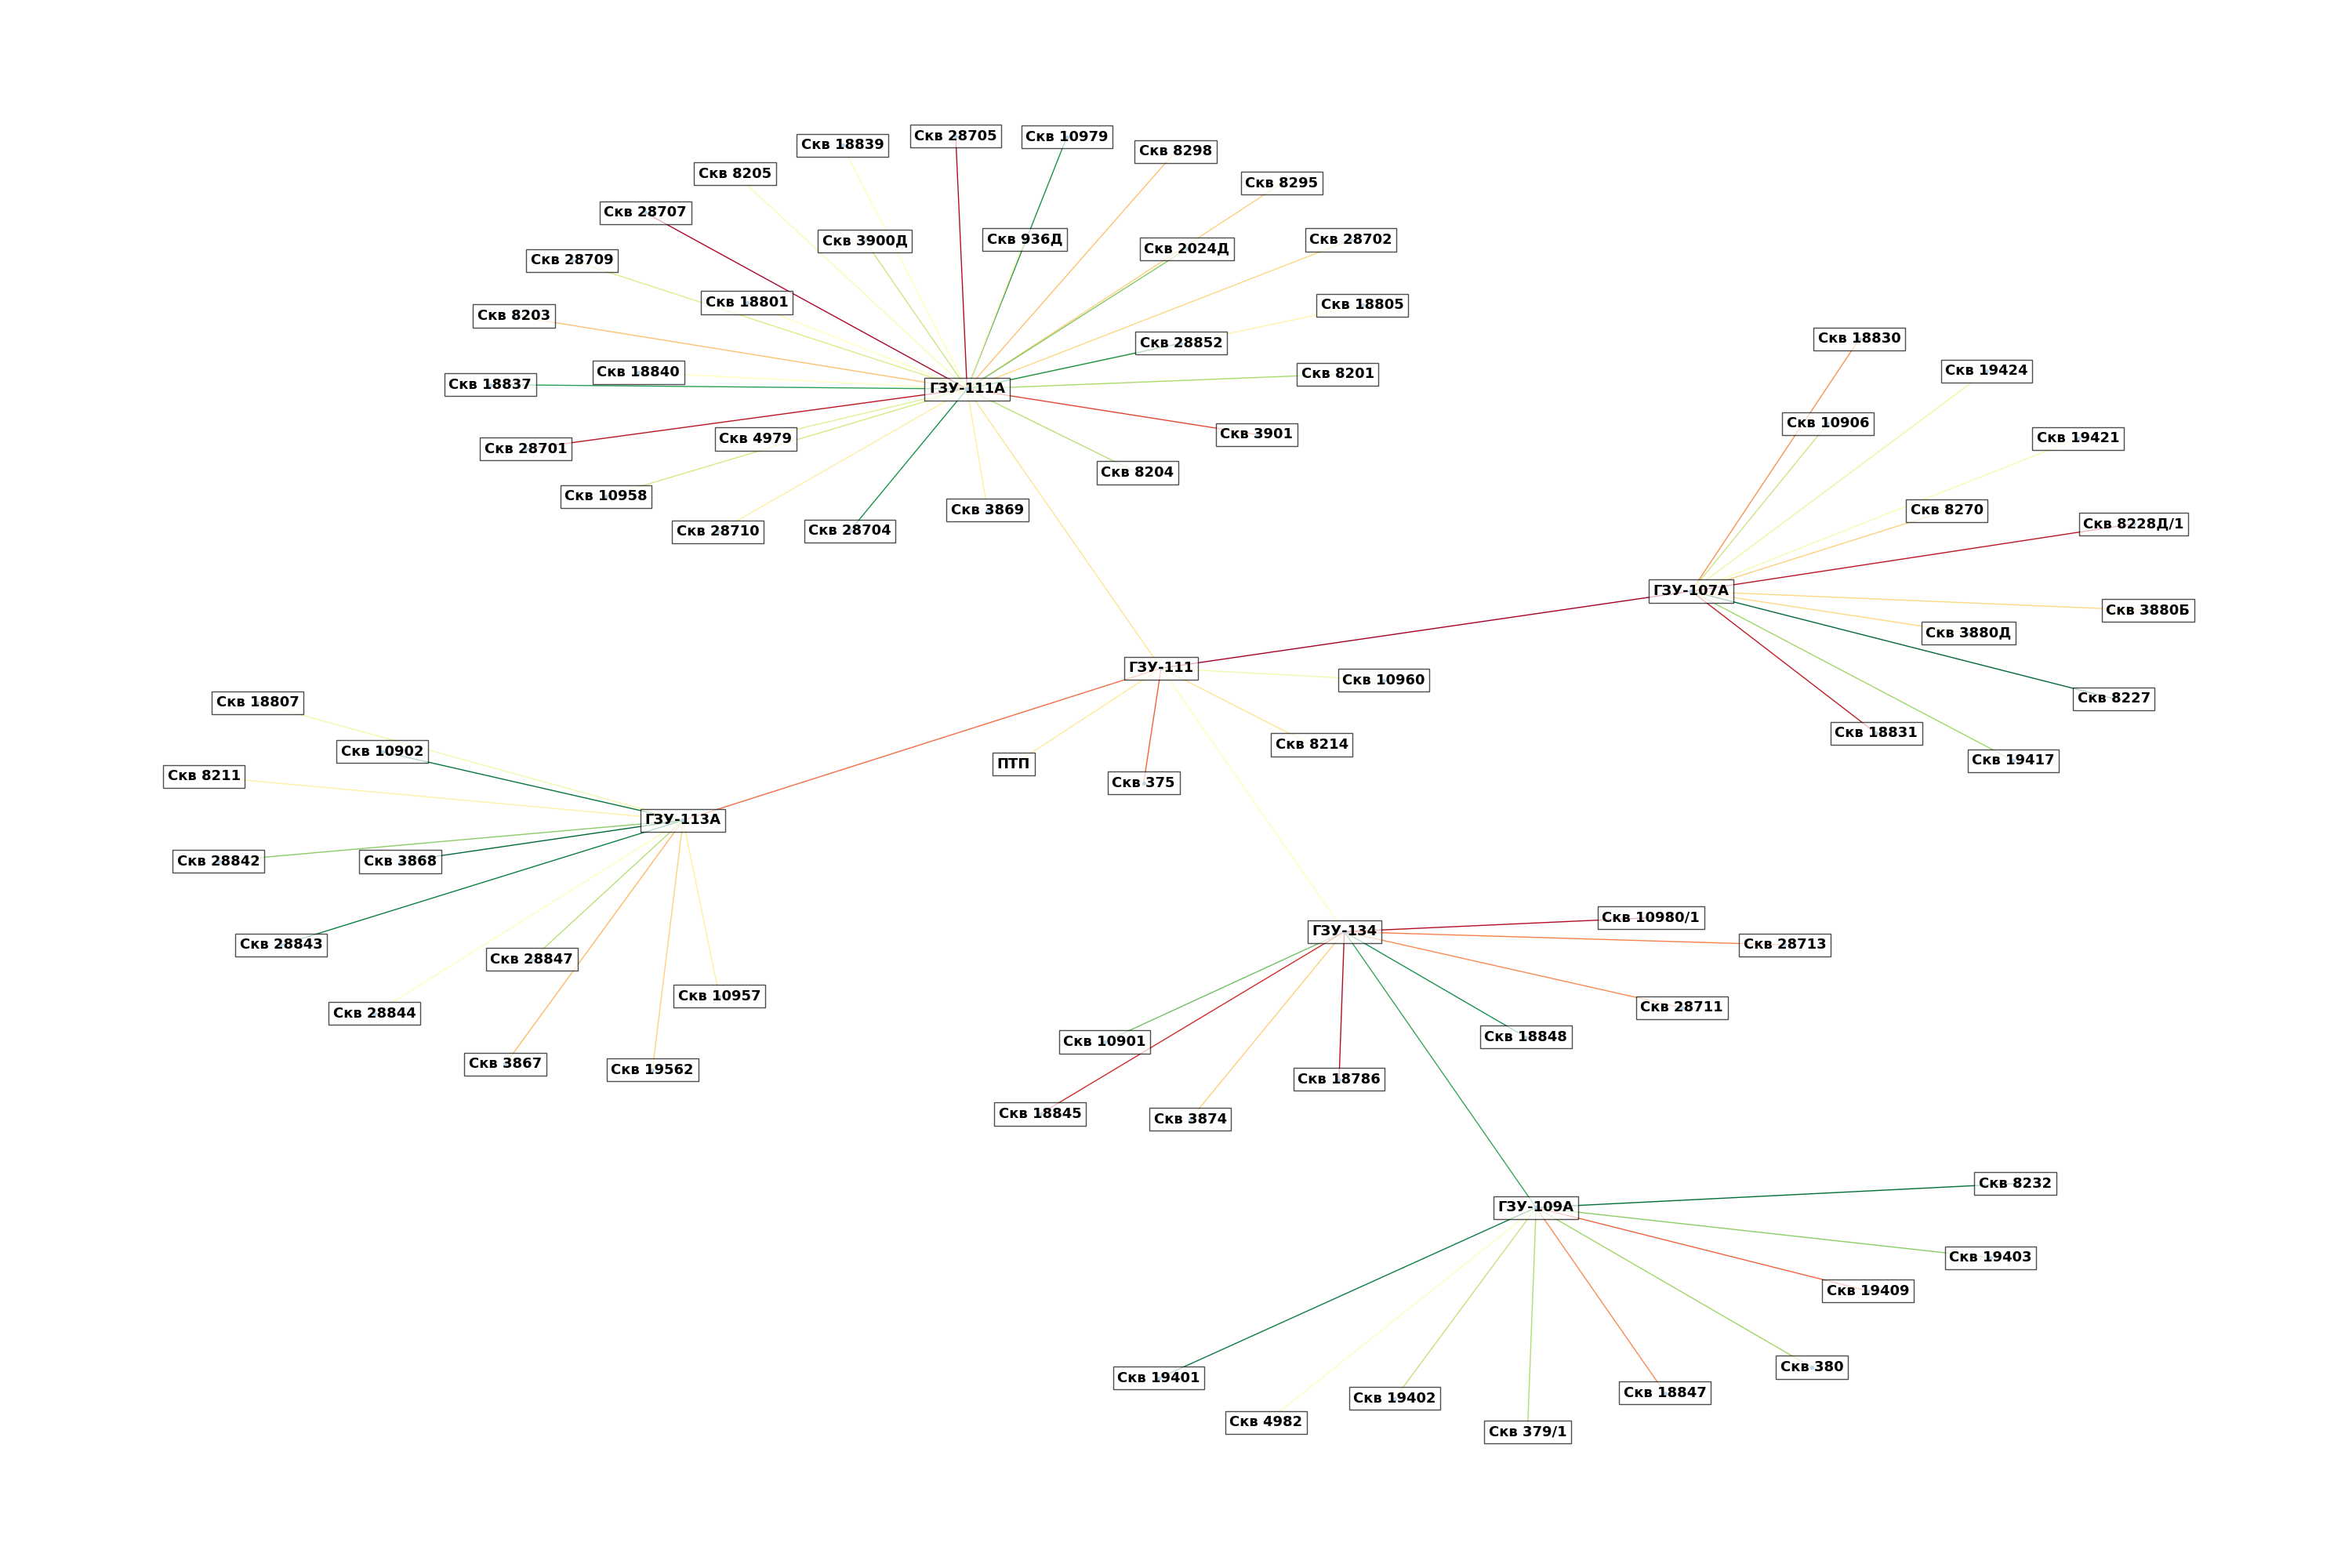 Скв 28705
Скв 10979
Скв 18839
Скв 8298
Скв 8205
Скв 8295
Скв 28707
Скв 3900Д
Скв 936Д
Скв 2024Д
Скв 28702
Скв 28709
Скв 18801
Скв 18805
Скв 8203
Скв 28852
Скв 18840
Скв 8201
Скв 18837
ГЗУ-111А
Скв 3901
Скв 4979
Скв 28701
Скв 8204
Скв 10958
Скв 3869
Скв 28710
Скв 28704
Скв 18830
Скв 19424
Скв 10906
Скв 19421
Скв 8270
Скв 8228Д/1
ГЗУ-107А
Скв 3880Б
Скв 3880Д
Скв 8227
Скв 18831
Скв 19417
ГЗУ-111
Скв 10960
Скв 8214
ПТП
Скв 375
Скв 18807
Скв 10902
Скв 8211
ГЗУ-113А
Скв 28842
Скв 3868
Скв 28843
Скв 28847
Скв 10957
Скв 28844
Скв 3867
Скв 19562
Скв 10980/1
ГЗУ-134
Скв 28713
Скв 28711
Скв 18848
Скв 10901
Скв 18786
Скв 18845
Скв 3874
Скв 8232
ГЗУ-109А
Скв 19403
Скв 19409
Скв 380
Скв 19401
Скв 18847
Скв 19402
Скв 4982
Скв 379/1